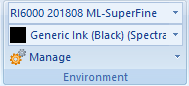 RI6000 201808 ML-SuperFine
Generic Ink (Black) (Spectra
Manage
Environment